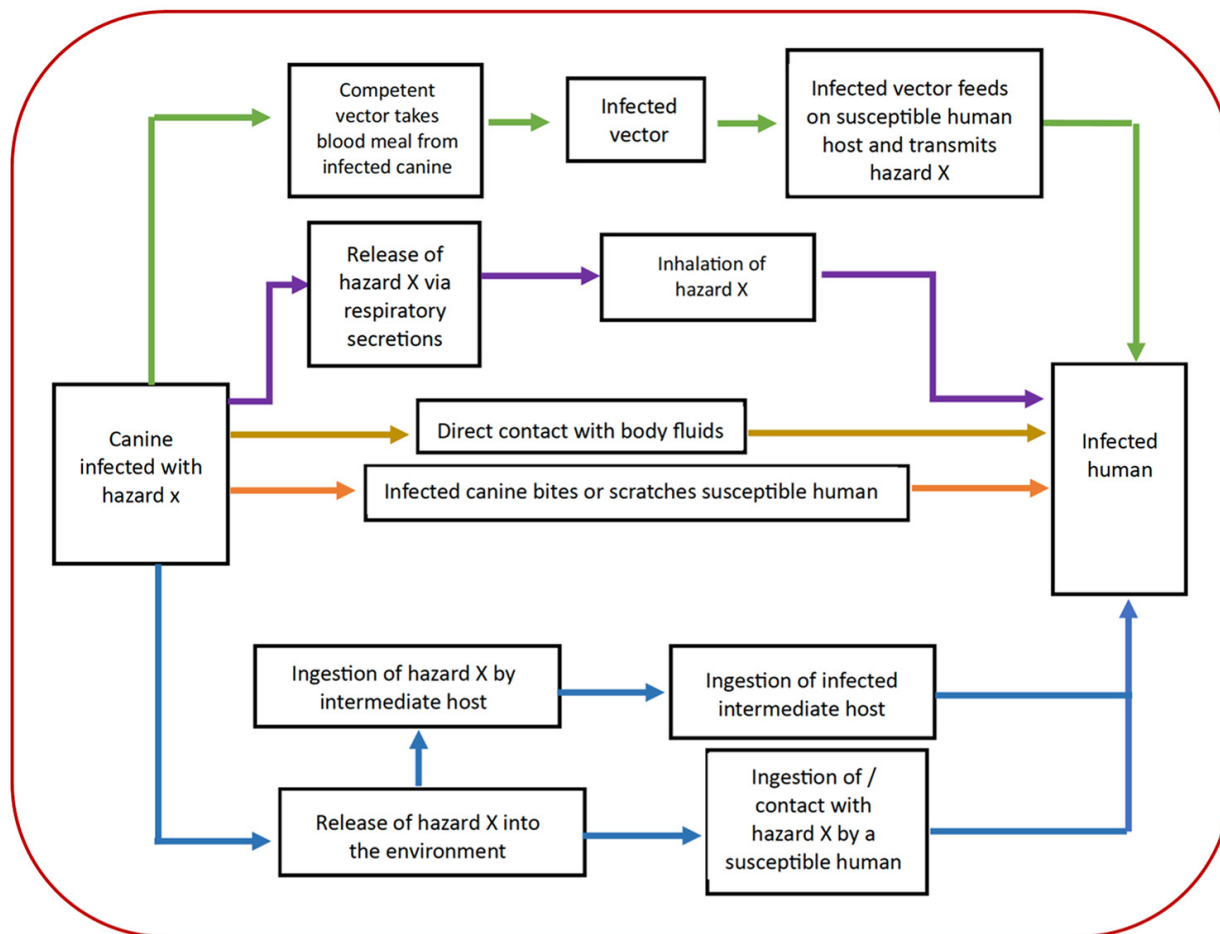 Competent
vector takes
blood meal from
infected canine
Infected
vector
Infected vector feeds
on susceptible human
host and transmits
hazard X
Release of
hazard X via
respiratory
secretions
Inhalation of
hazard X
Canine
infected with
hazard x
Direct contact with body fluids
Infected canine bites or scratches susceptible human
Infected
human
Ingestion of hazard X by
intermediate host
Ingestion of infected
intermediate host
Release of hazard X into
the environment
Ingestion of /
contact with
hazard X by a
susceptible human